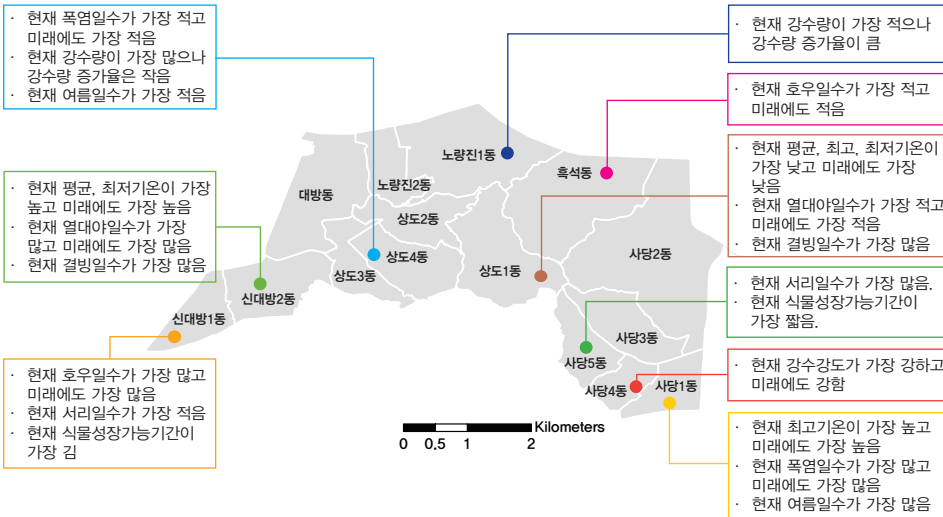 · 현재 폭염일수가 가장 적고
미래에도 가장 적음
· 현재 강수량이 가장 많으나
강수량 증가율은 작음
· 현재 여름일수가 가장 적음
· 현재 강수량이 가장 적으나
강수량 증가율이 큼
· 현재 호우일수가 가장 적고
미래에도 적음
· 현재 평균, 최고, 최저기온이
가장 낮고 미래에도 가장
낮음
· 현재 열대야일수가 가장 적고
미래에도 가장 적음
· 현재 결빙일수가 가장 많음
· 현재 평균, 최저기온이 가장
높고 미래에도 가장 높음
· 현재 열대야일수가 가장
많고 미래에도 가장 많음
· 현재 결빙일수가 가장 많음
· 현재 서리일수가 가장 많음.
· 현재 식물성장가능기간이
가장 짧음.
· 현재 호우일수가 가장 많고
미래에도 가장 많음
· 현재 서리일수가 가장 적음
· 현재 식물성장가능기간이
가장 김
· 현재 강수강도가 가장 강하고
미래에도 강함
· 현재 최고기온이 가장 높고
미래에도 가장 높음
· 현재 폭염일수가 가장 많고
미래에도 가장 많음
· 현재 여름일수가 가장 많음
노량진1동
흑석동
대방동
노량진2동
상도2동
상도4동
상도3동
상도1동
사당2동
신대방2동
신대방1동
사당3동
사당5동
사당4동
사당1동
Kilometers
0 0.5 1 2